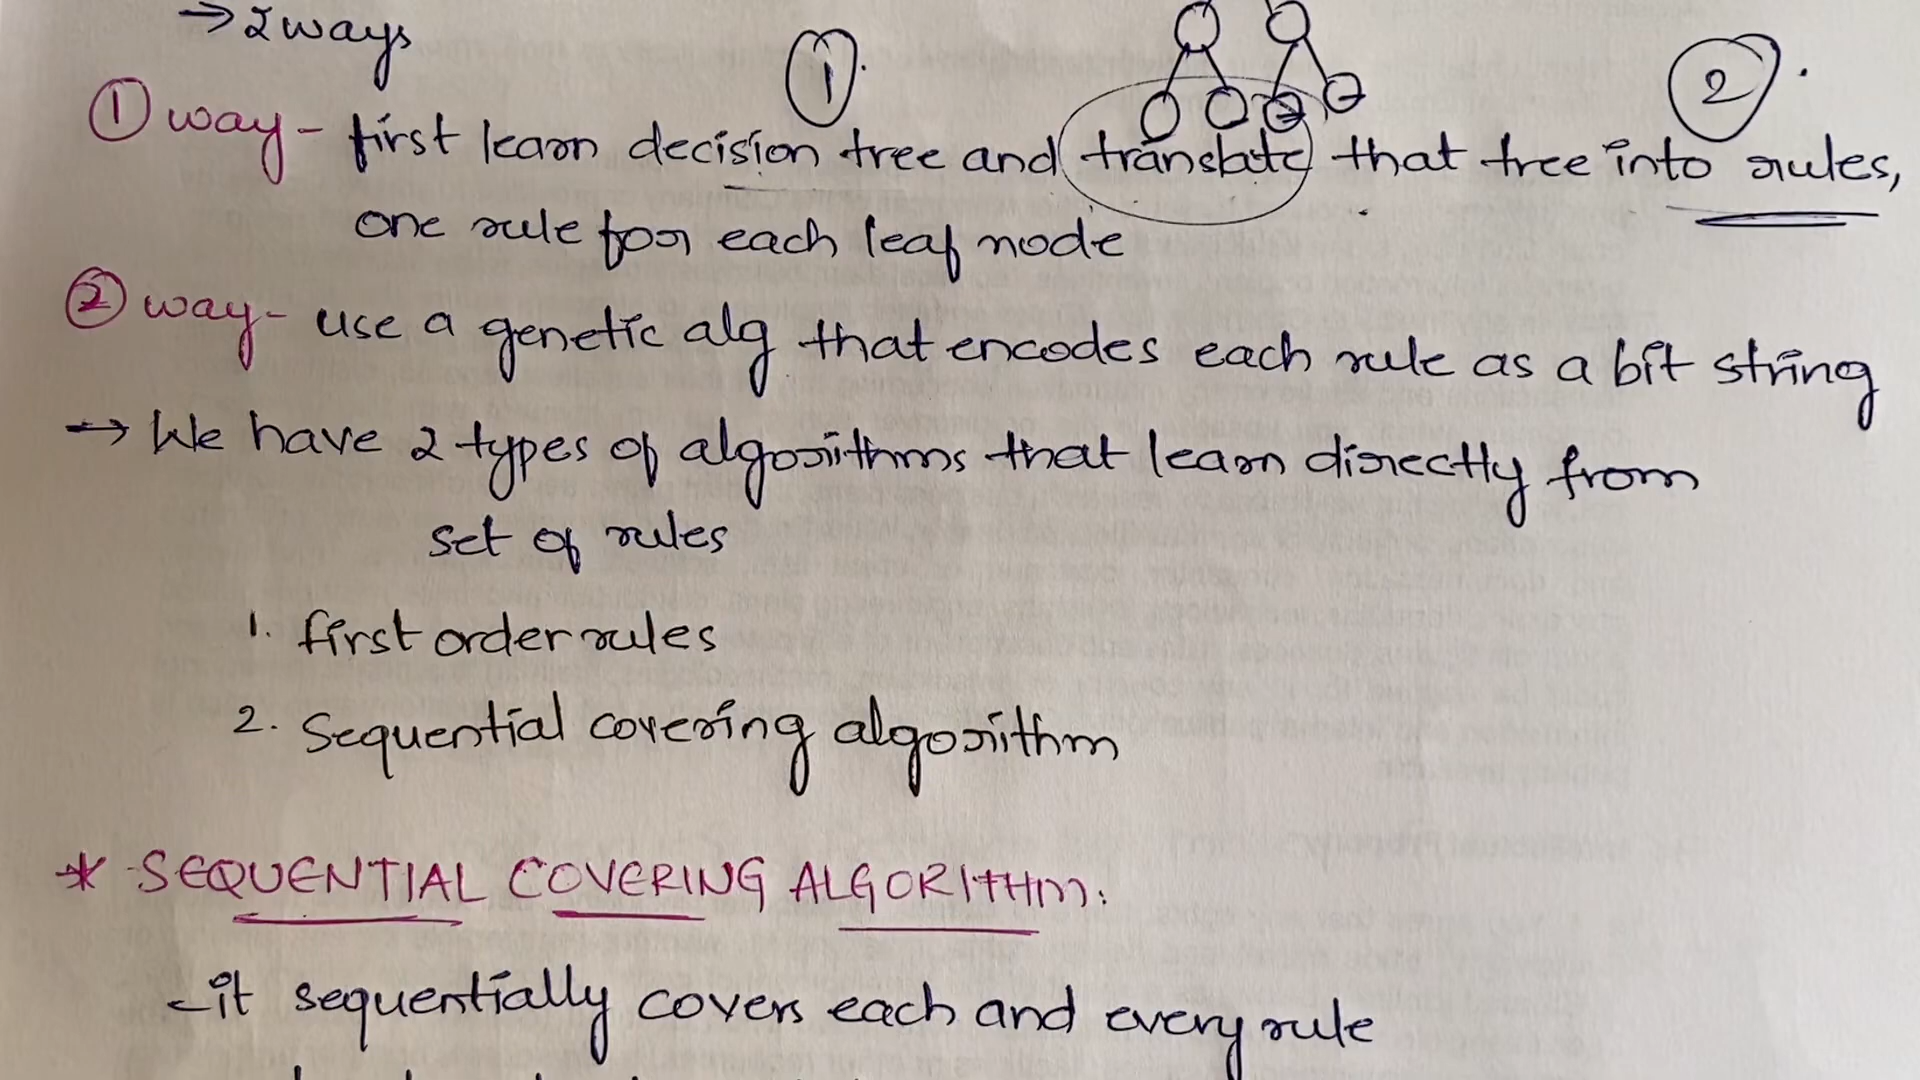 → 2 ways
1 2
① way - first learn decision tree and translate that tree into rules,
one rule for each leaf node
② way - use a genetic alg that encodes each rule as a bit string
→ We have 2 types of algorithms that learn directly from
set of rules
1. first order rules
2. Sequential covering algorithm
* SEQUENTIAL COVERING ALGORITHM:
- it sequentially covers each and every rule